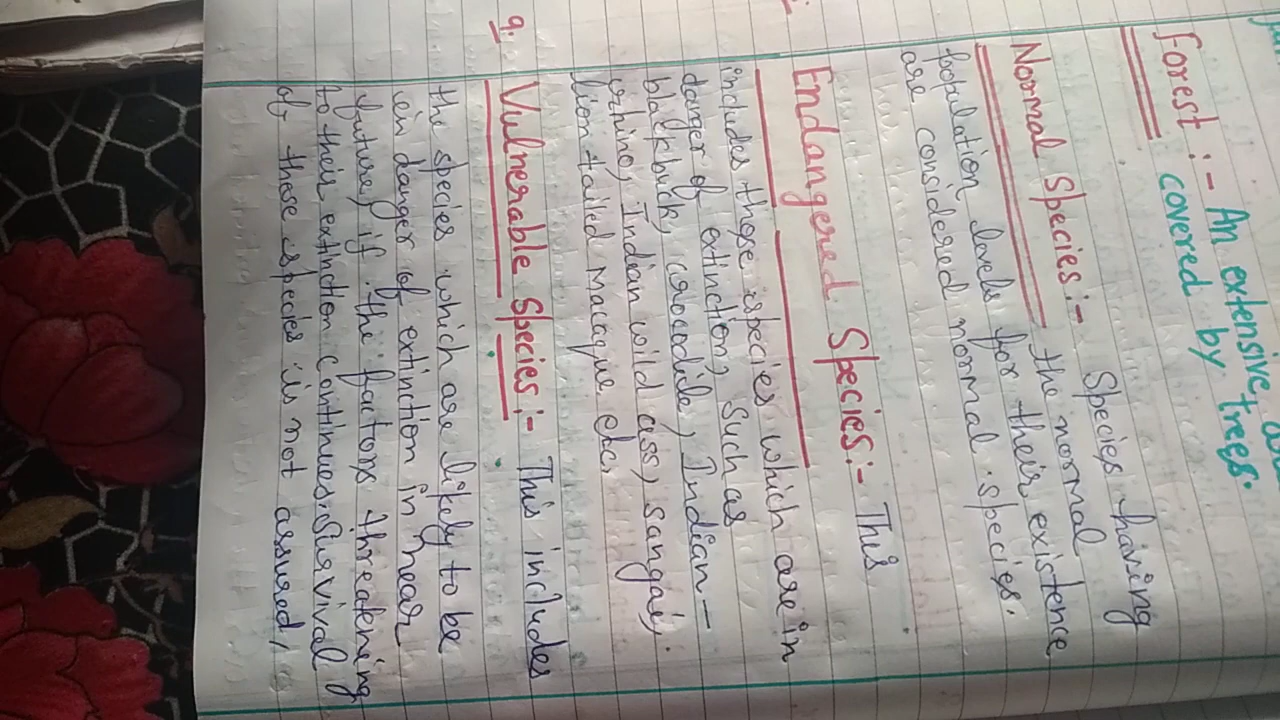 Forest :- An extensive,
covered by trees.
Normal Species:- Species having
the normal
population levels for their existence
are considered normal species.
Endangered Species:- This
includes those species which are in
danger of extinction, such as
blackbuck, crocodile, Indian-
rhino, Indian wild ass, sangai,
lion tailed macaque etc.
9. Vulnerable Species:- This includes
the species which are likely to be
in danger of extinction in near
future, if the factors threatening
to their extinction continues. Survival
of these species is not assured,